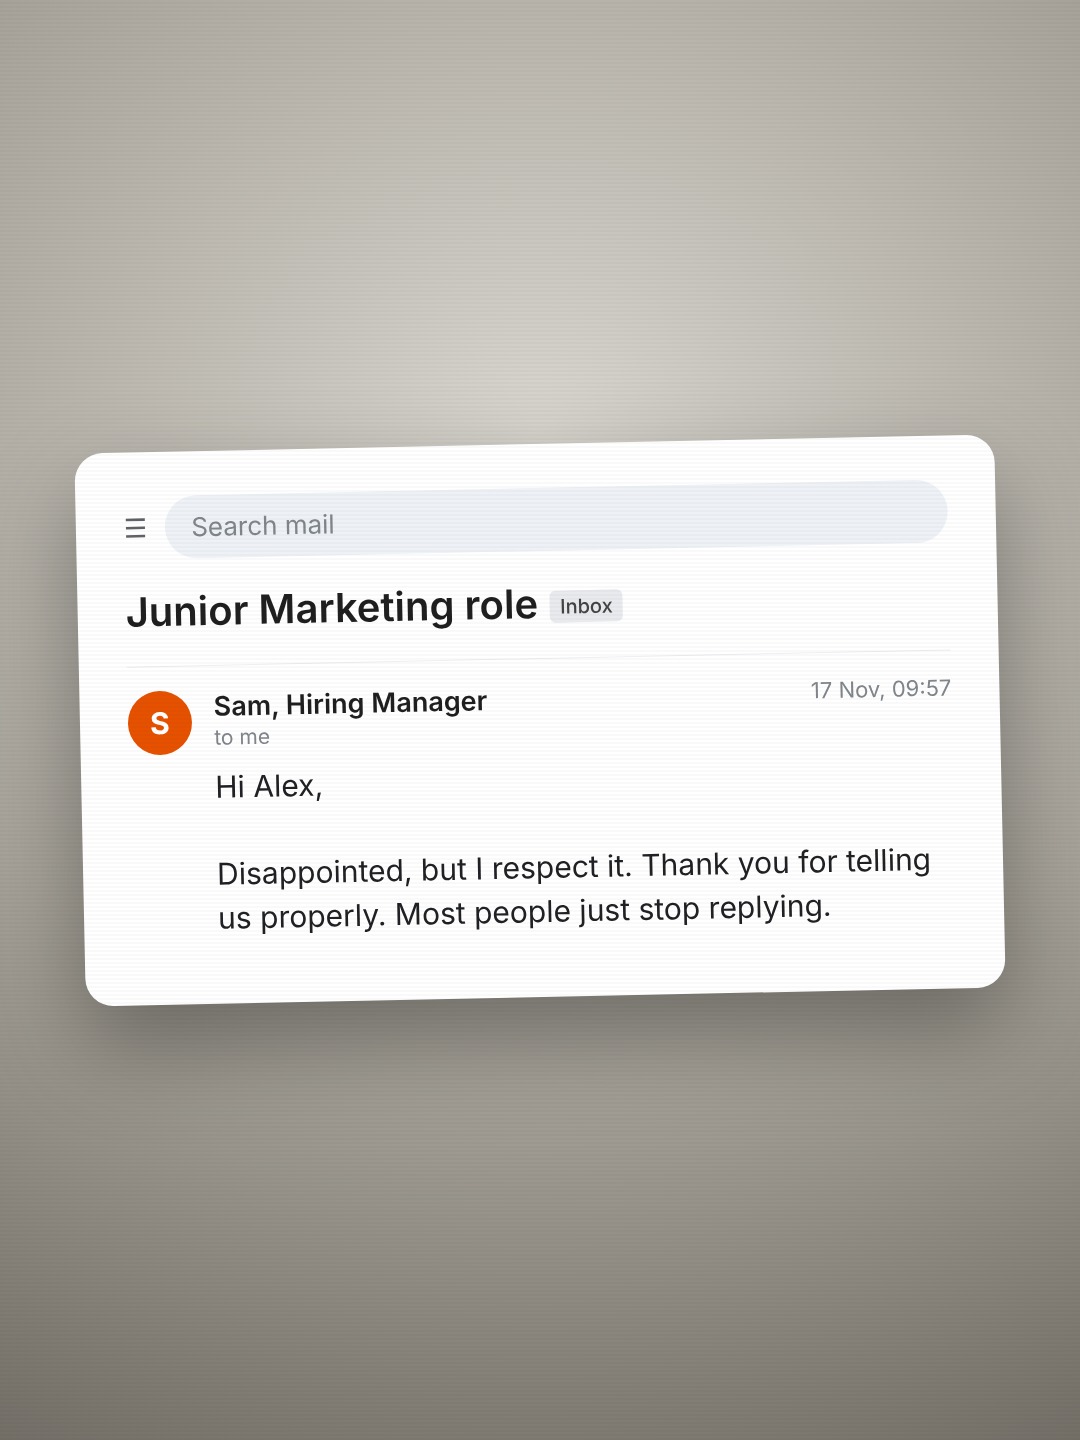 ☰ Search mail
Junior Marketing role Inbox
S
Sam, Hiring Manager
17 Nov, 09:57
to me
Hi Alex,
Disappointed, but I respect it. Thank you for telling
us properly. Most people just stop replying.